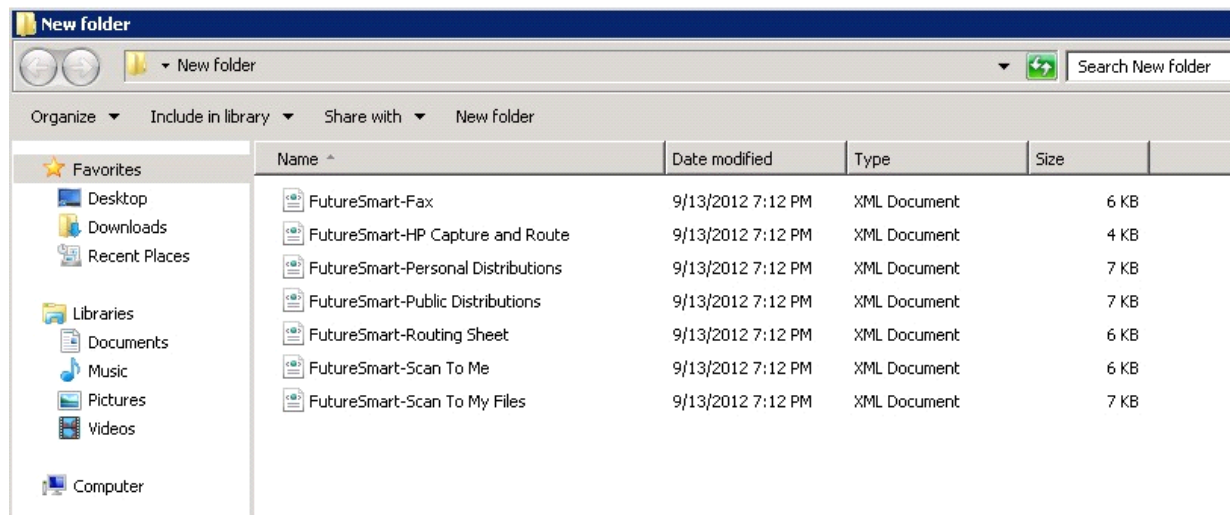 New folder
New folder
Search New folder
Organize Include in library Share with New folder
Favorites
Desktop
Downloads
Recent Places
Libraries
Documents
Music
Pictures
Videos
Computer
Name Date modified Type Size
FutureSmart-Fax 9/13/2012 7:12 PM XML Document 6 KB
FutureSmart-HP Capture and Route 9/13/2012 7:12 PM XML Document 4 KB
FutureSmart-Personal Distributions 9/13/2012 7:12 PM XML Document 7 KB
FutureSmart-Public Distributions 9/13/2012 7:12 PM XML Document 7 KB
FutureSmart-Routing Sheet 9/13/2012 7:12 PM XML Document 6 KB
FutureSmart-Scan To Me 9/13/2012 7:12 PM XML Document 6 KB
FutureSmart-Scan To My Files 9/13/2012 7:12 PM XML Document 7 KB